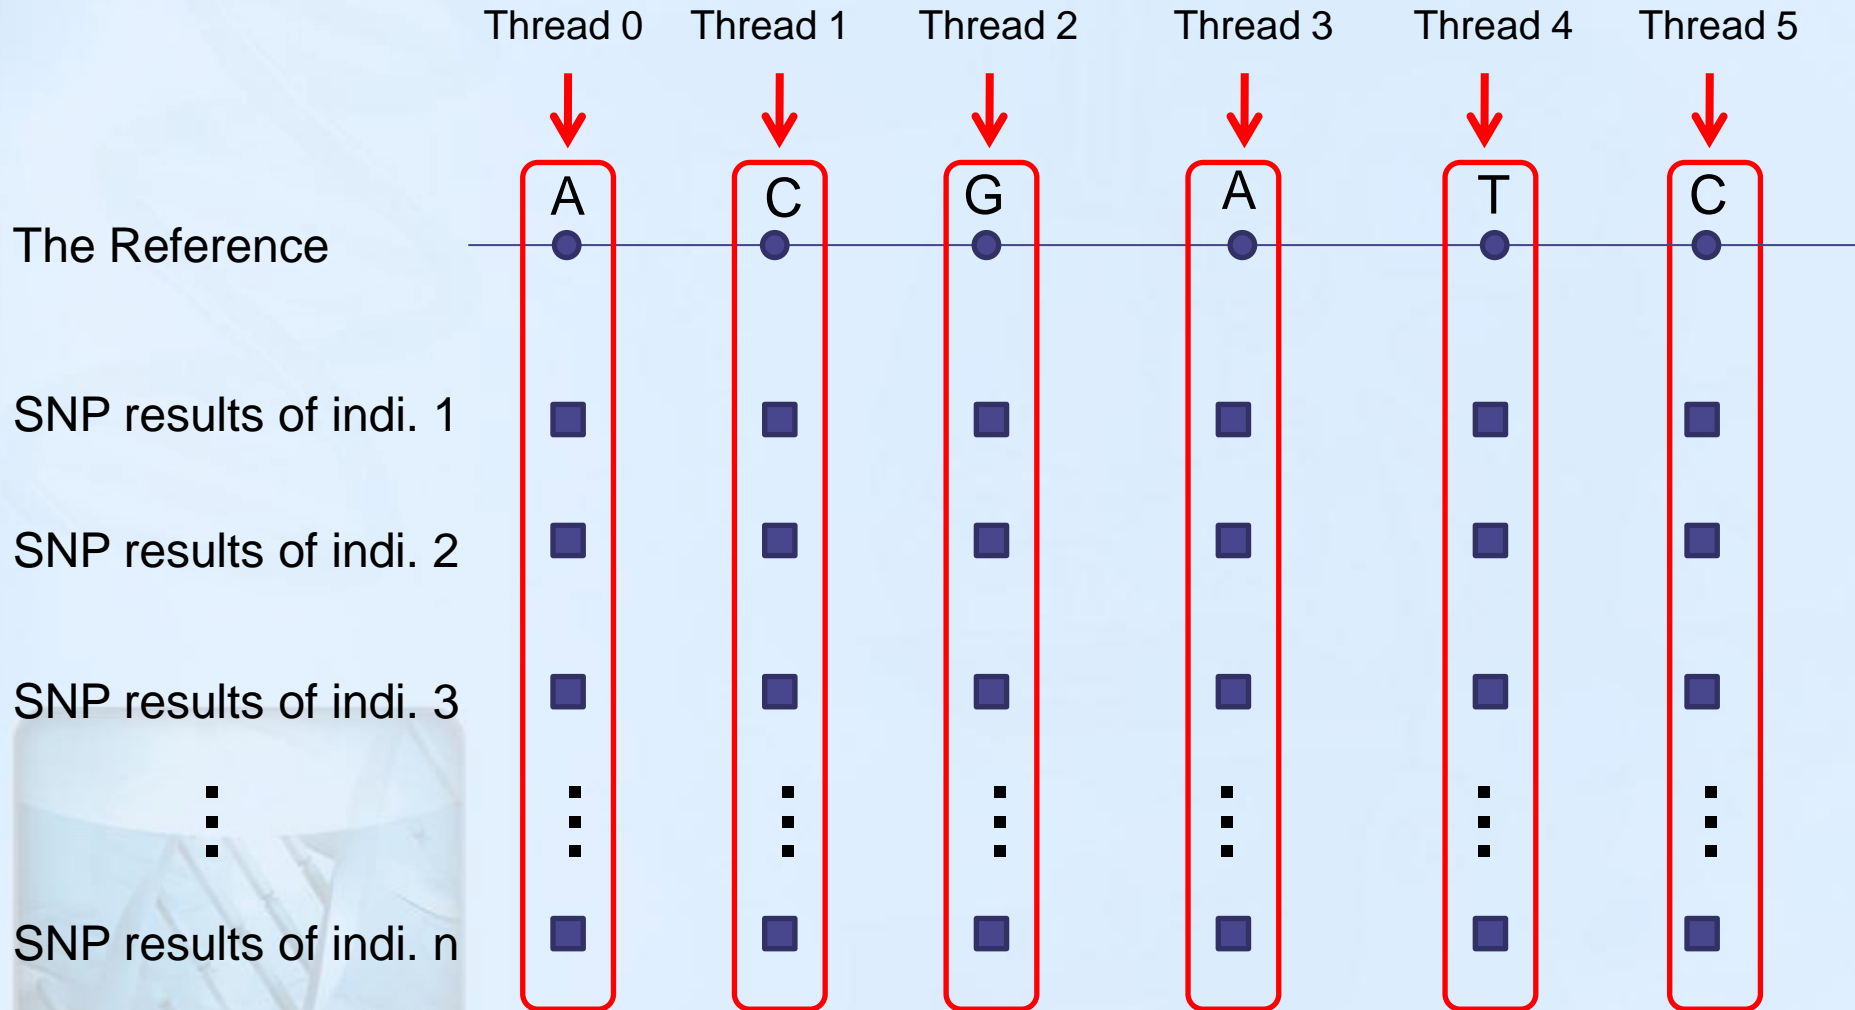 Thread 0 Thread 1 Thread 2 Thread 3 Thread 4 Thread 5
A C G A T C
The Reference
SNP results of indi. 1
SNP results of indi. 2
SNP results of indi. 3
SNP results of indi. n